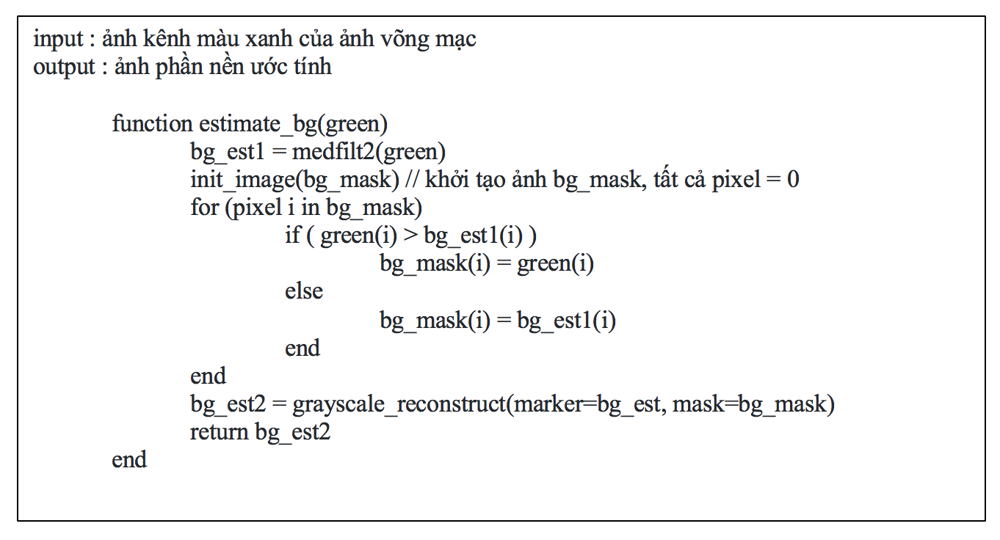 input : ảnh kênh màu xanh của ảnh võng mạc
output : ảnh phần nền ước tính
function estimate_bg(green)
bg_est1 = medfilt2(green)
init_image(bg_mask) // khởi tạo ảnh bg_mask, tất cả pixel = 0
for (pixel i in bg_mask)
if ( green(i) > bg_est1(i) )
bg_mask(i) = green(i)
else
bg_mask(i) = bg_est1(i)
end
end
bg_est2 = grayscale_reconstruct(marker=bg_est, mask=bg_mask)
return bg_est2
end